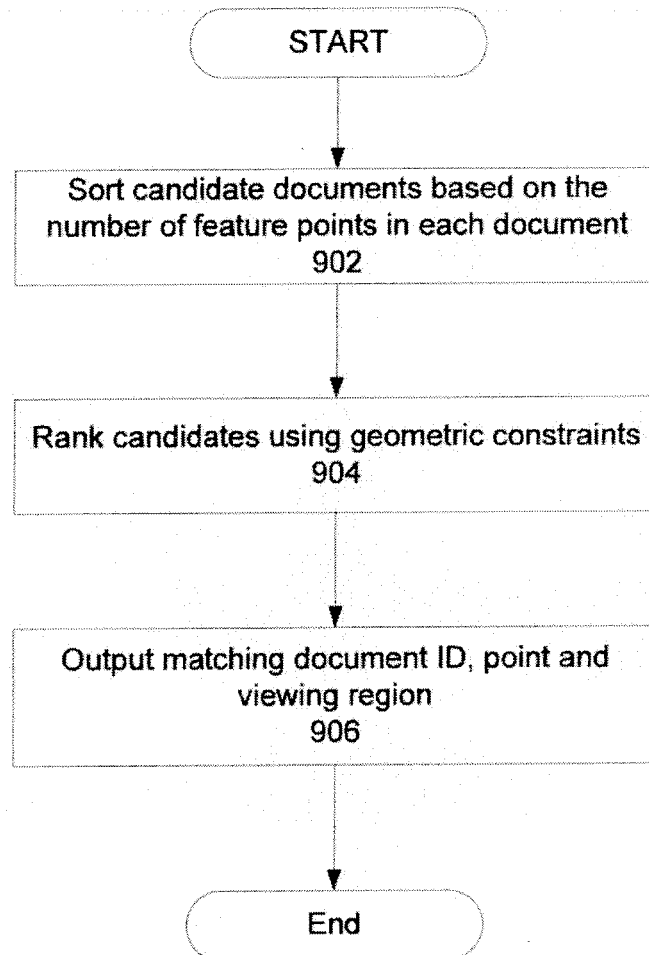 START
Sort candidate documents based on the
number of feature points in each document
902
Rank candidates using geometric constraints
904
Output matching document ID, point and
viewing region
906
End